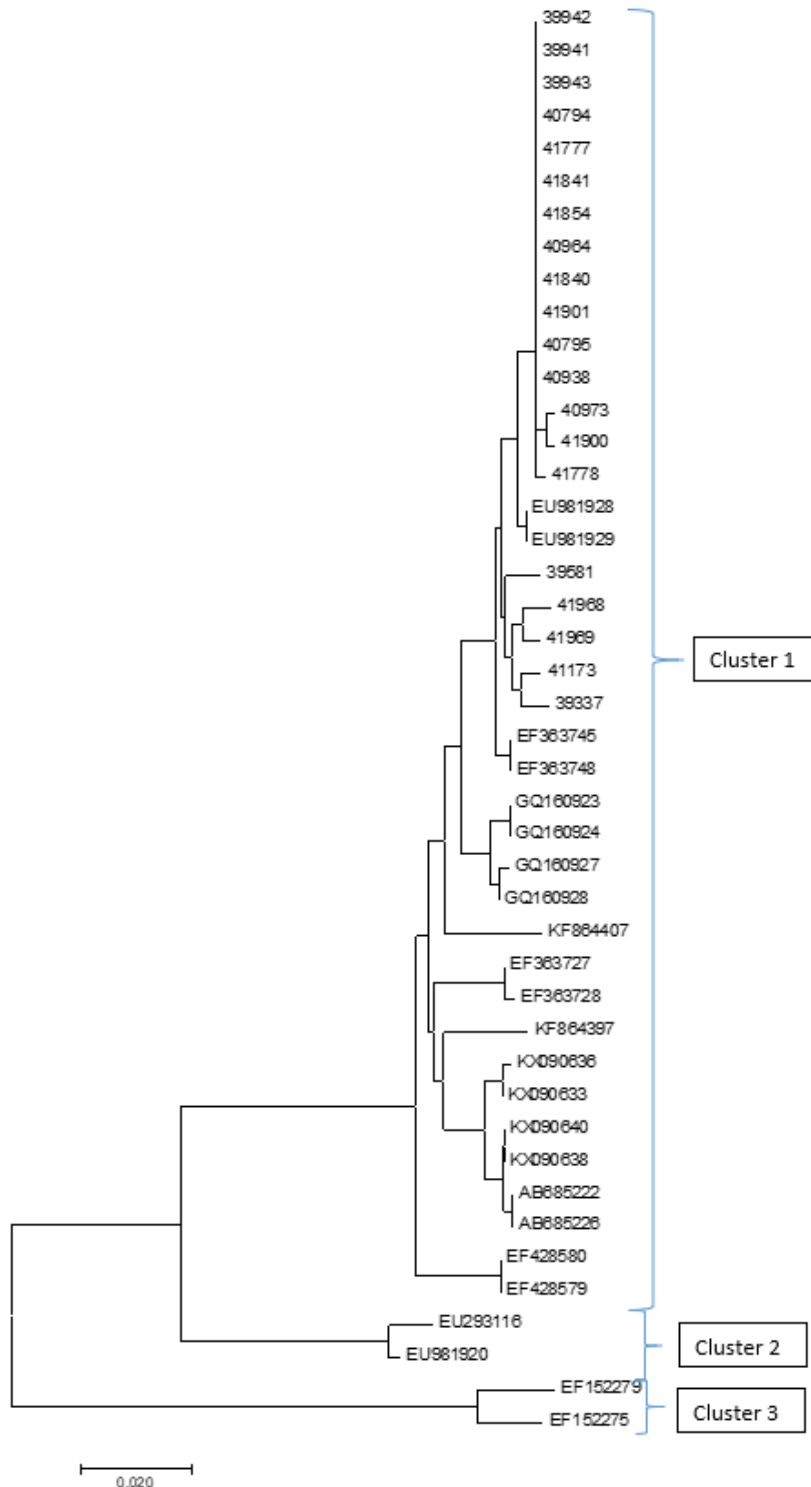 39942
39941
39943
40794
41777
41841
41854
40964
41840
41901
40795
40938
40973
41900
41778
EU981928
EU981929
39581
41968
41969
41173
39337
EF363745
EF363748
GQ160923
GQ160924
GQ160927
GQ160928
KF864407
EF363727
EF363728
KF864397
KX090636
KX090633
KX090640
KX090638
AB685222
AB685226
EF428580
EF428579
EU293116
EU981920
EF152279
EF152275
Cluster 1
Cluster 2
Cluster 3
0.020